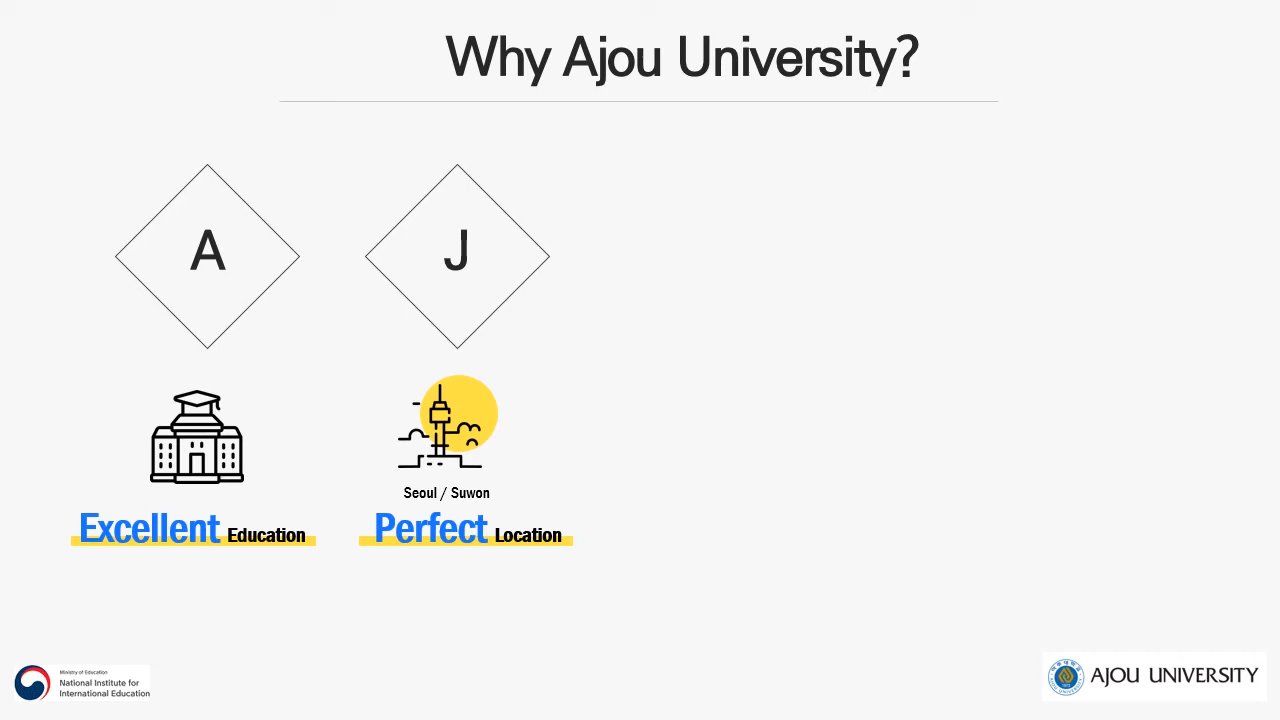 Why Ajou University?
A
J
Seoul / Suwon
Excellent Education
Perfect Location
Ministry of Education
National Institute for
International Education
AJOU UNIVERSITY